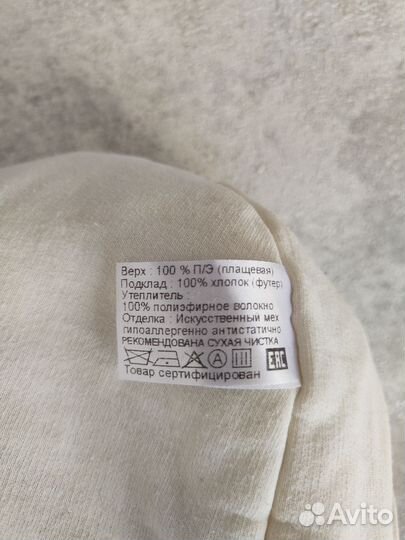 Верх : 100 % П/Э (плащевая)
Подклад : 100% хлопок (футер)
Утеплитель :
100% полиэфирное волокно
Отделка : Искусственный мех
гипоаллергенно антистатично
РЕКОМЕНДОВАНА СУХАЯ ЧИСТКА
A EAC
Товар сертифицирован
Avito